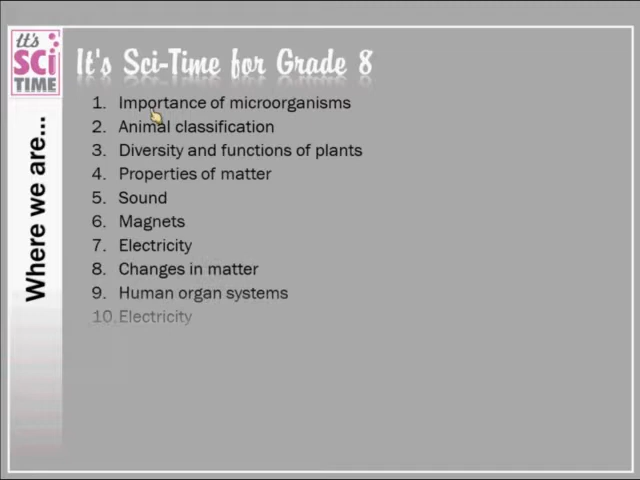 it's
SCi
TIME
It's Sci-Time for Grade 8
Where we are...
1. Importance of microorganisms
2. Animal classification
3. Diversity and functions of plants
4. Properties of matter
5. Sound
6. Magnets
7. Electricity
8. Changes in matter
9. Human organ systems
10. Electricity